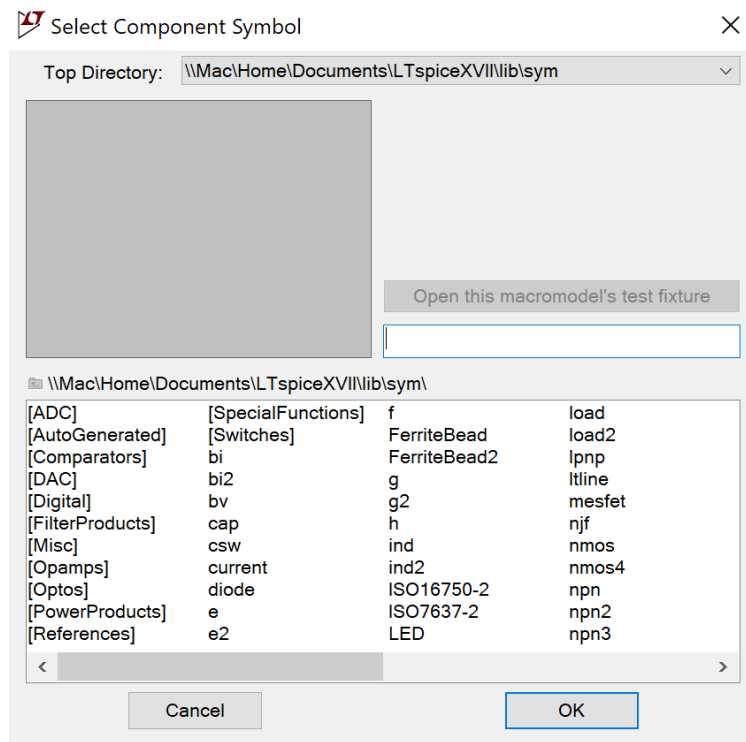 LT Select Component Symbol
Top Directory: \\Mac\Home\Documents\LTspiceXVII\lib\sym
Open this macromodel's test fixture
\\Mac\Home\Documents\LTspiceXVII\lib\sym\
[ADC] [SpecialFunctions] f load
[AutoGenerated] [Switches] FerriteBead load2
[Comparators] bi FerriteBead2 lpnp
[DAC] bi2 g ltline
[Digital] bv g2 mesfet
[FilterProducts] cap h njf
[Misc] csw ind nmos
[Opamps] current ind2 nmos4
[Optos] diode ISO16750-2 npn
[PowerProducts] e ISO7637-2 npn2
[References] e2 LED npn3
Cancel OK